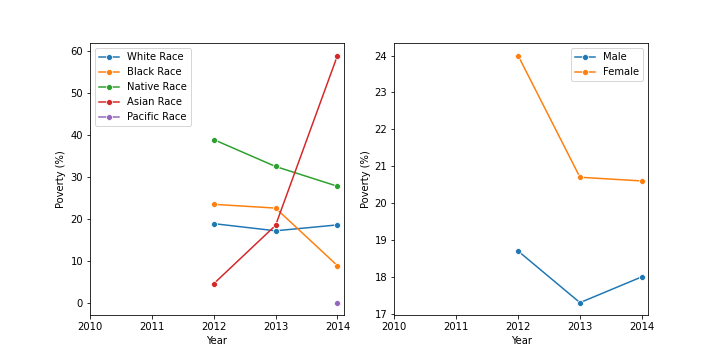 60
50
40
30
20
10
0
Poverty (%)
White Race
Black Race
Native Race
Asian Race
Pacific Race
2010 2011 2012 2013 2014
Year
24
23
22
21
20
19
18
17
Poverty (%)
Male
Female
2010 2011 2012 2013 2014
Year